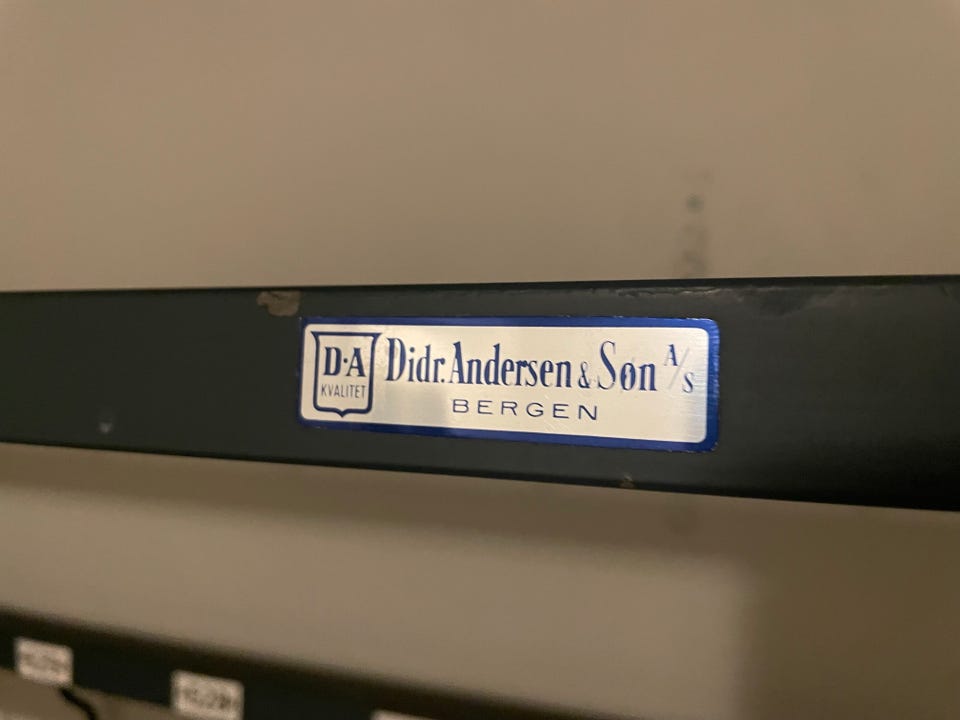 D·A
KVALITET
Didr. Andersen & Søn A/S
BERGEN